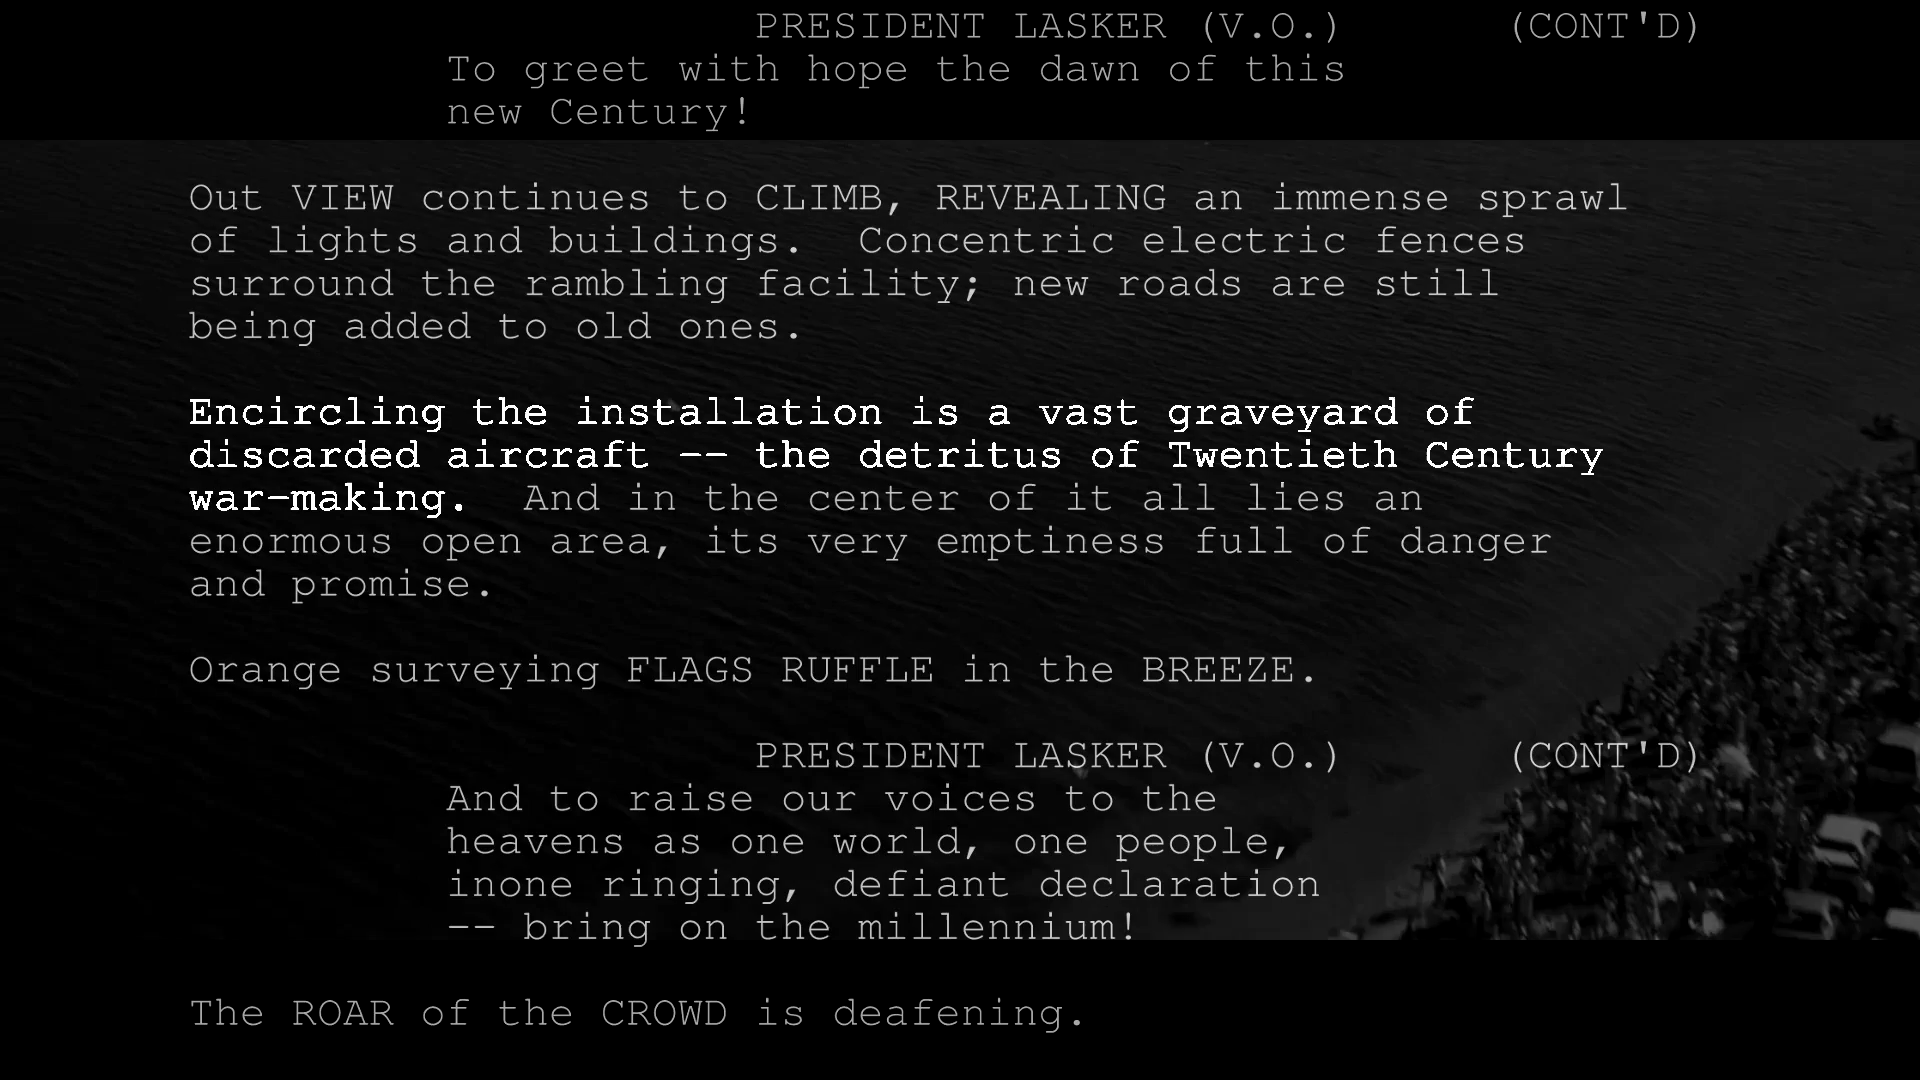 PRESIDENT LASKER (V.O.) (CONT'D)
To greet with hope the dawn of this
new Century!
Out VIEW continues to CLIMB, REVEALING an immense sprawl
of lights and buildings. Concentric electric fences
surround the rambling facility; new roads are still
being added to old ones.
Encircling the installation is a vast graveyard of
discarded aircraft -- the detritus of Twentieth Century
war-making. And in the center of it all lies an
enormous open area, its very emptiness full of danger
and promise.
Orange surveying FLAGS RUFFLE in the BREEZE.
PRESIDENT LASKER (V.O.) (CONT'D)
And to raise our voices to the
heavens as one world, one people,
inone ringing, defiant declaration
-- bring on the millennium!
The ROAR of the CROWD is deafening.